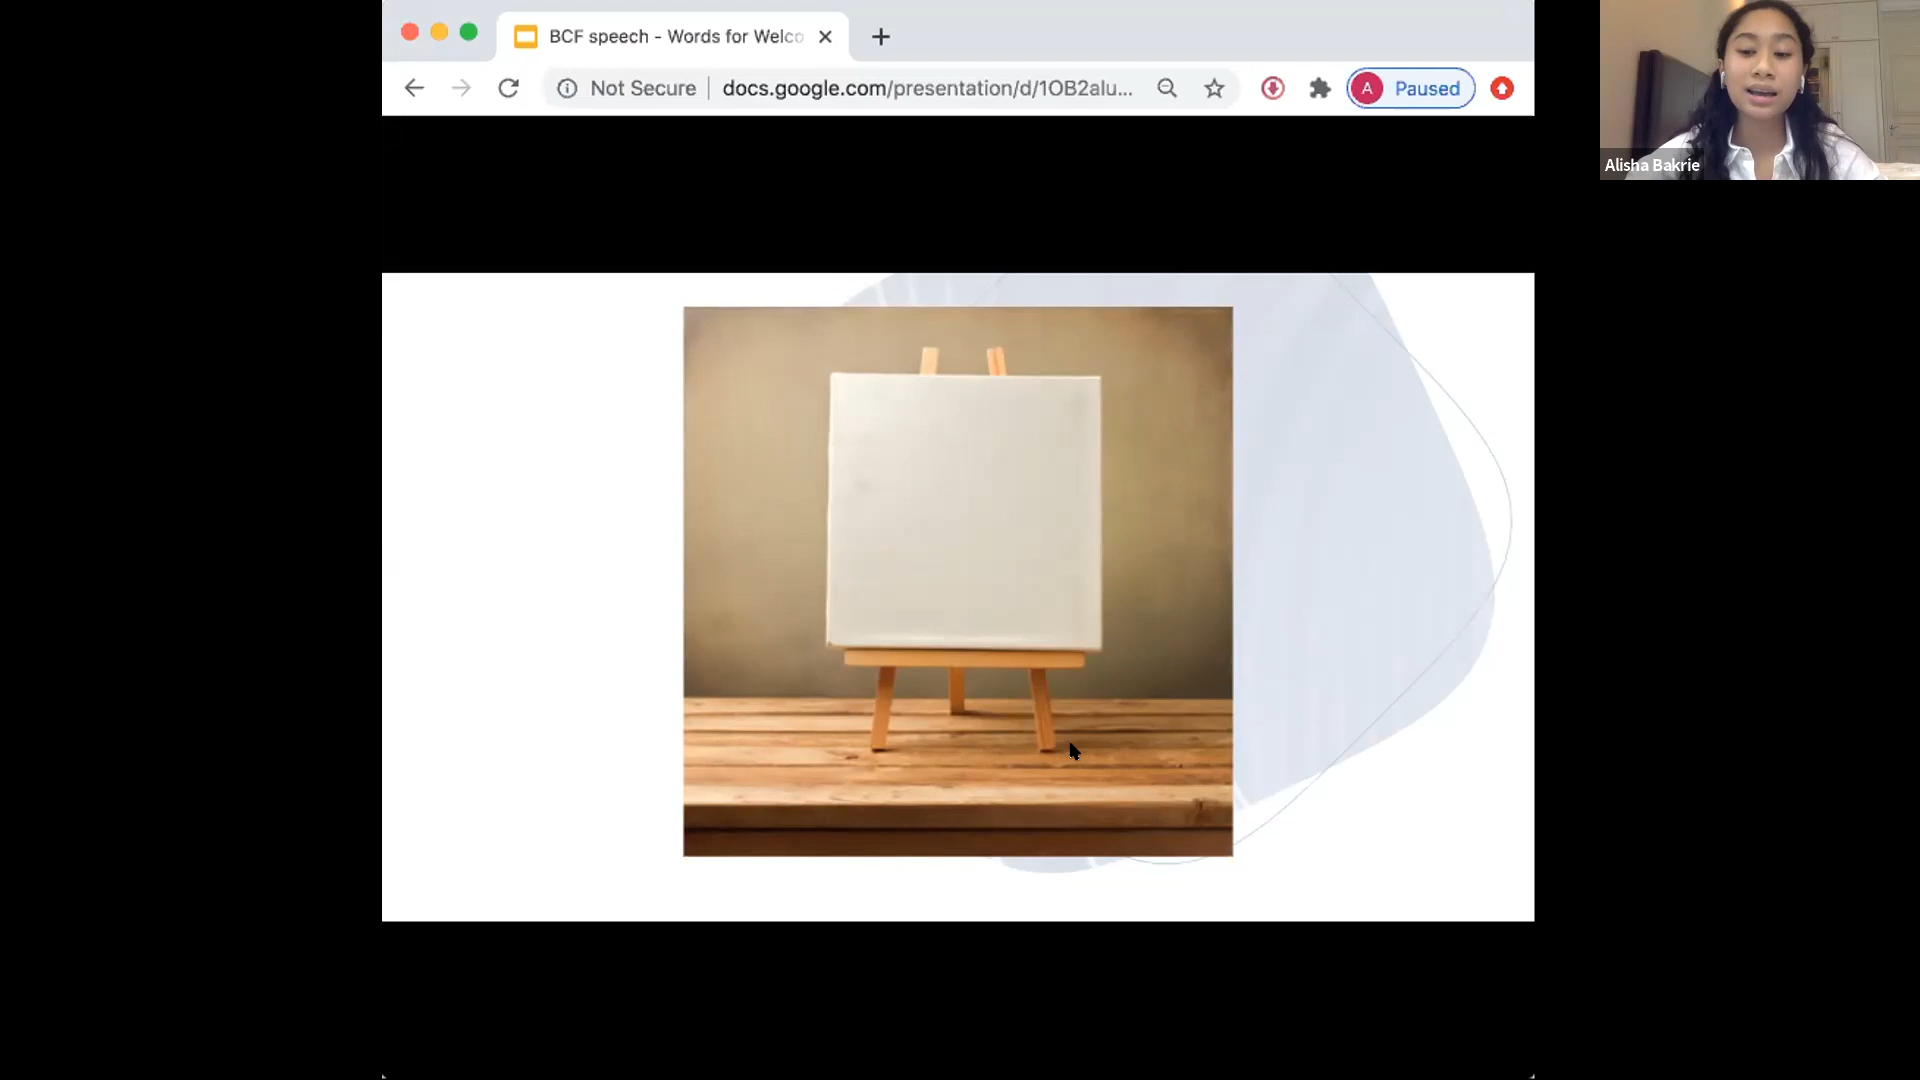 BCF speech - Words for Welco
Not Secure
docs.google.com/presentation/d/1OB2alu...
A
Paused
Alisha Bakrie